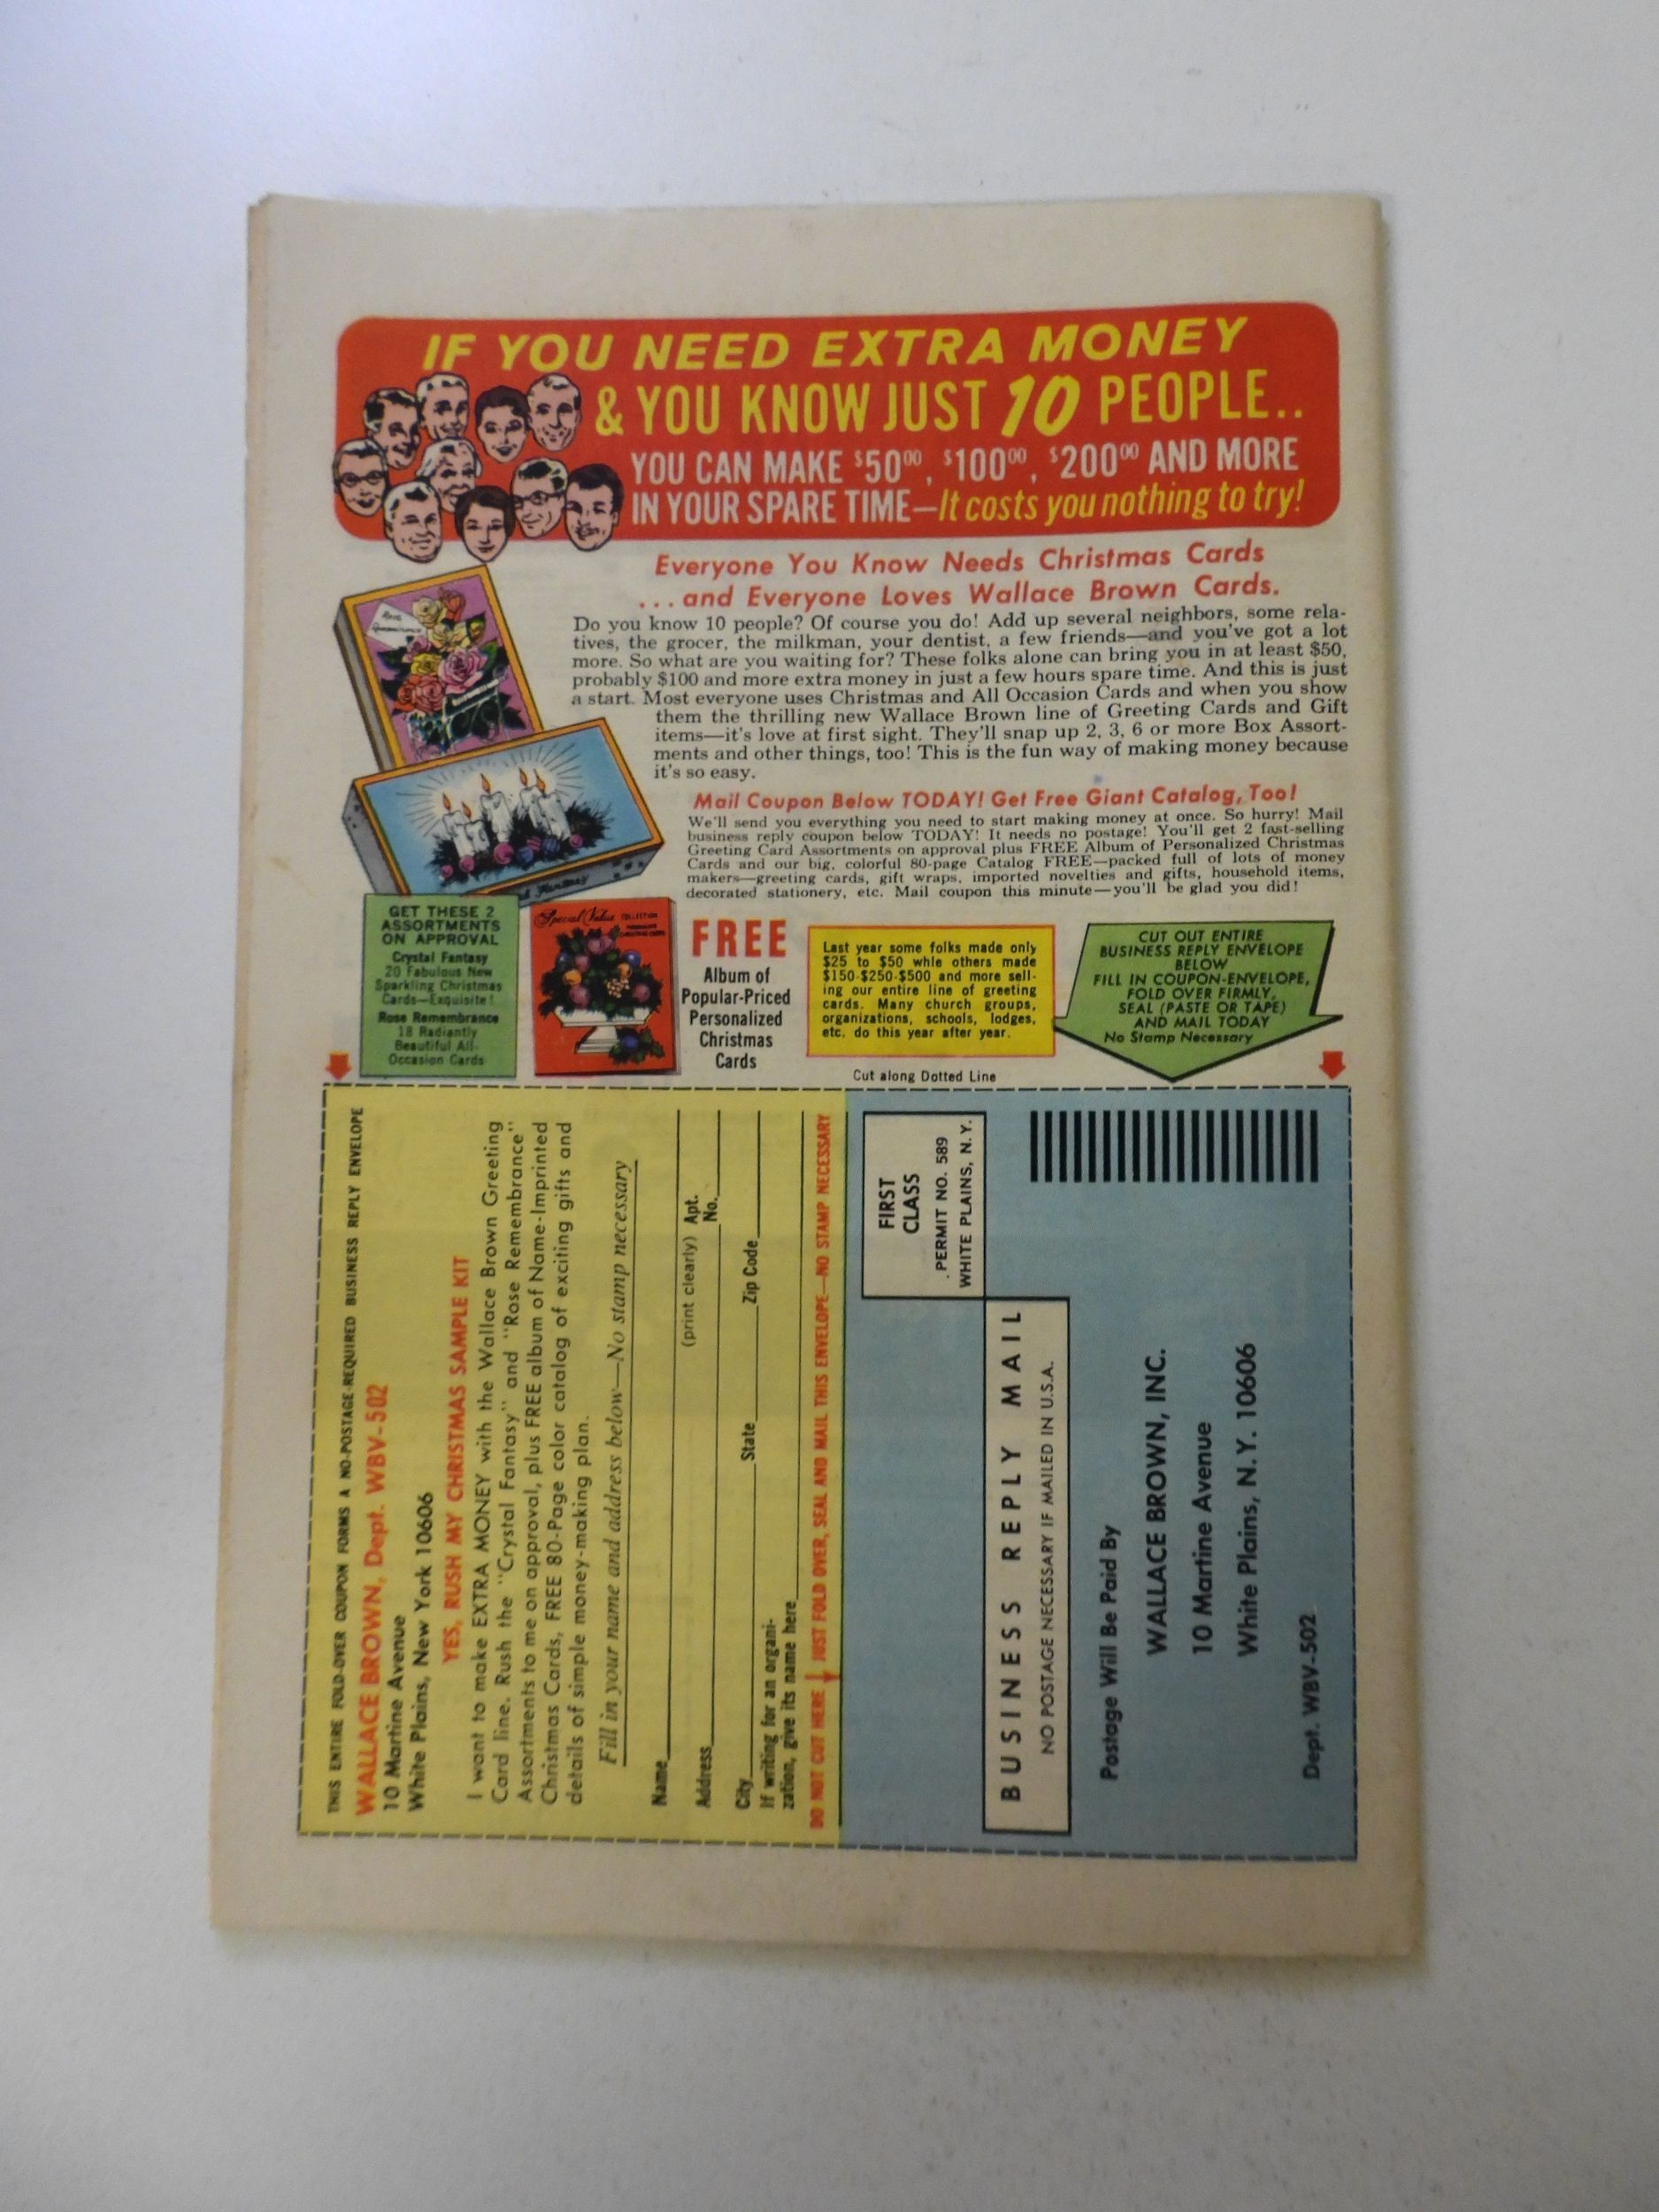 IF YOU NEED EXTRA MONEY
& YOU KNOW JUST 10 PEOPLE..
YOU CAN MAKE $50.00, $100.00, $200.00 AND MORE
IN YOUR SPARE TIME—It costs you nothing to try!
Everyone You Know Needs Christmas Cards
...and Everyone Loves Wallace Brown Cards.
Do you know 10 people? Of course you do! Add up several neighbors, some rela-
tives, the grocer, the milkman, your dentist, a few friends—and you've got a lot
more. So what are you waiting for? These folks alone can bring you in at least $50,
probably $100 and more extra money in just a few hours spare time. And this is just
a start. Most everyone uses Christmas and All Occasion Cards and when you show
them the thrilling new Wallace Brown line of Greeting Cards and Gift
items—it's love at first sight. They'll snap up 2, 3, 6 or more Box Assort-
ments and other things, too! This is the fun way of making money because
it's so easy.
Mail Coupon Below TODAY! Get Free Giant Catalog, Too!
We'll send you everything you need to start making money at once. So hurry! Mail
business reply coupon below TODAY! It needs no postage! You'll get 2 fast-selling
Greeting Card Assortments on approval plus FREE Album of Personalized Christmas
Cards and our big, colorful 80-page Catalog FREE—packed full of lots of money
makers—greeting cards, gift wraps, imported novelties and gifts, household items,
decorated stationery, etc. Mail coupon this minute—you'll be glad you did!
GET THESE 2
ASSORTMENTS
ON APPROVAL
Crystal Fantasy
20 Fabulous New
Sparkling Christmas
Cards—Exquisite!
Rose Remembrance
18 Radiantly
Beautiful All-
Occasion Cards
Special Value COLLECTION
FREE
Album of
Popular-Priced
Personalized
Christmas
Cards
Last year some folks made only
$25 to $50 whle others made
$150-$250-$500 and more sell-
ing our entire line of greeting
cards. Many church groups,
organizations, schools, lodges,
etc. do this year after year.
CUT OUT ENTIRE
BUSINESS REPLY ENVELOPE
BELOW
FILL IN COUPON-ENVELOPE,
FOLD OVER FIRMLY,
SEAL (PASTE OR TAPE)
AND MAIL TODAY
No Stamp Necessary
Cut along Dotted Line
THIS ENTIRE FOLD-OVER COUPON FORMS A NO-POSTAGE-REQUIRED BUSINESS REPLY ENVELOPE
WALLACE BROWN, Dept. WBV-502
10 Martine Avenue
White Plains, New York 10606
YES, RUSH MY CHRISTMAS SAMPLE KIT
I want to make EXTRA MONEY with the Wallace Brown Greeting
Card line. Rush the "Crystal Fantasy" and "Rose Remembrance"
Assortments to me on approval, plus FREE album of Name-Imprinted
Christmas Cards, FREE 80-Page color catalog of exciting gifts and
details of simple money-making plan.
Fill in your name and address below—No stamp necessary
Name
(print clearly) Apt.
Address No.
City State Zip Code
If writing for an organi-
zation, give its name here
DO NOT CUT HERE JUST FOLD OVER, SEAL AND MAIL THIS ENVELOPE—NO STAMP NECESSARY
FIRST
CLASS
PERMIT NO. 589
WHITE PLAINS, N.Y.
BUSINESS REPLY MAIL
NO POSTAGE NECESSARY IF MAILED IN U.S.A.
Postage Will Be Paid By
WALLACE BROWN, INC.
10 Martine Avenue
White Plains, N.Y. 10606
Dept. WBV-502